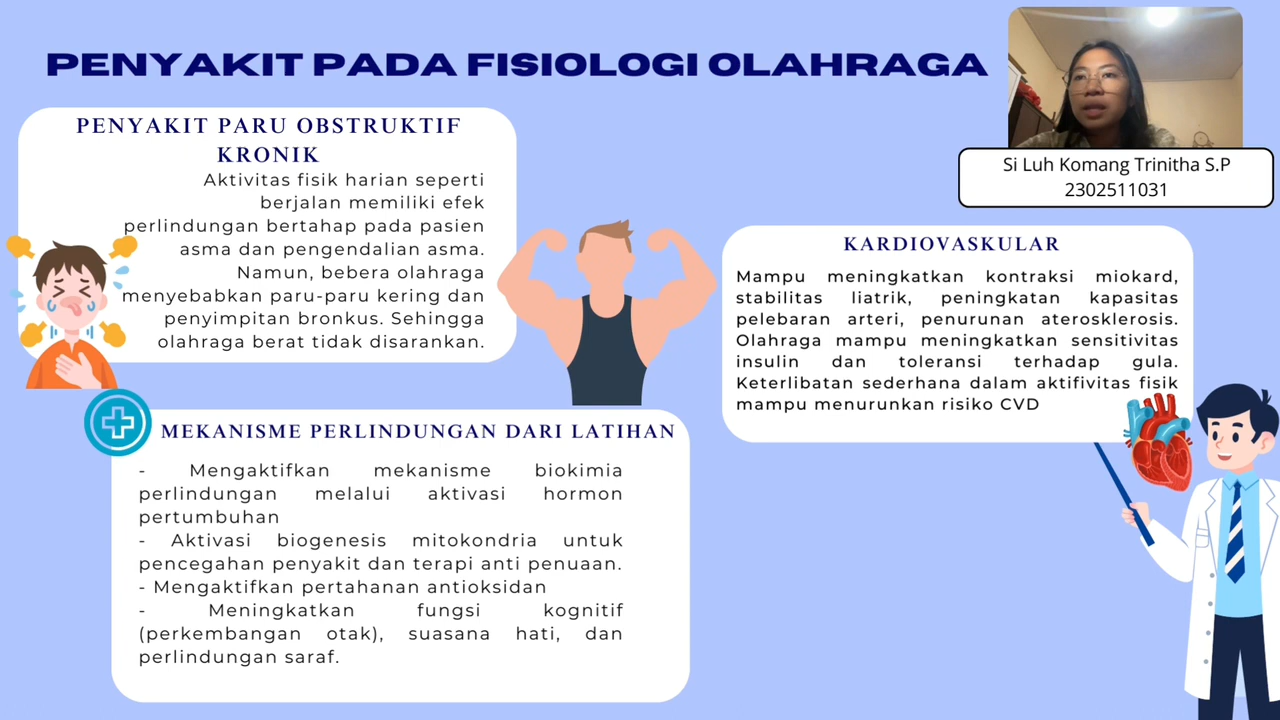 PENYAKIT PADA FISIOLOGI OLAHRAGA
Si Luh Komang Trinitha S.P
2302511031
PENYAKIT PARU OBSTRUKTIF
KRONIK
Aktivitas fisik harian seperti
berjalan memiliki efek
perlindungan bertahap pada pasien
asma dan pengendalian asma.
Namun, bebera olahraga
menyebabkan paru-paru kering dan
penyimpitan bronkus. Sehingga
olahraga berat tidak disarankan.
KARDIOVASKULAR
Mampu meningkatkan kontraksi miokard,
stabilitas liatrik, peningkatan kapasitas
pelebaran arteri, penurunan aterosklerosis.
Olahraga mampu meningkatkan sensitivitas
insulin dan toleransi terhadap gula.
Keterlibatan sederhana dalam aktifivitas fisik
mampu menurunkan risiko CVD
MEKANISME PERLINDUNGAN DARI LATIHAN
- Mengaktifkan mekanisme biokimia
perlindungan melalui aktivasi hormon
pertumbuhan
- Aktivasi biogenesis mitokondria untuk
pencegahan penyakit dan terapi anti penuaan.
- Mengaktifkan pertahanan antioksidan
- Meningkatkan fungsi kognitif
(perkembangan otak), suasana hati, dan
perlindungan saraf.